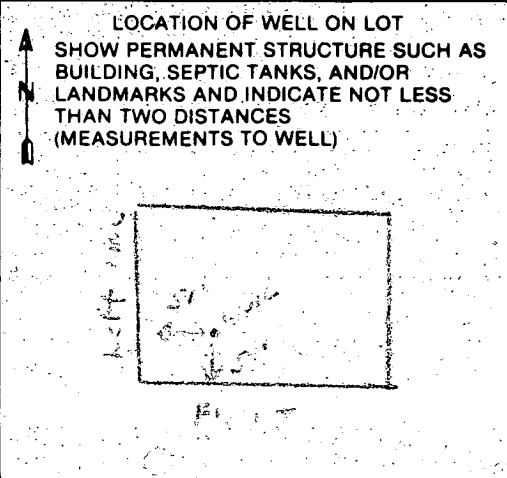 LOCATION OF WELL ON LOT
SHOW PERMANENT STRUCTURE SUCH AS
BUILDING, SEPTIC TANKS, AND/OR
N LANDMARKS AND INDICATE NOT LESS
THAN TWO DISTANCES
(MEASUREMENTS TO WELL)